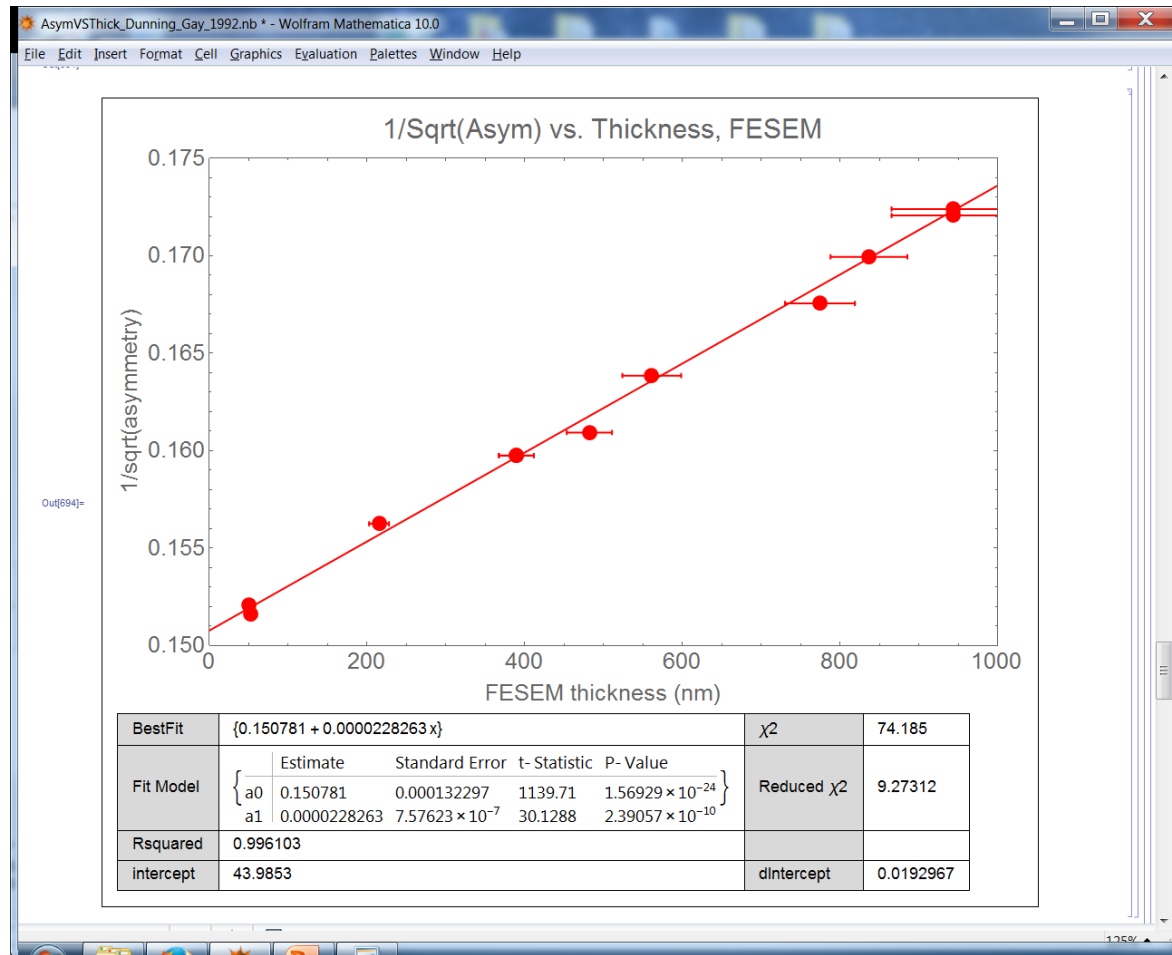 AsymVSThick_Dunning_Gay_1992.nb * - Wolfram Mathematica 10.0
File Edit Insert Format Cell Graphics Evaluation Palettes Window Help
1/Sqrt(Asym) vs. Thickness, FESEM
0.175
0.170
0.165
0.160
0.155
0.150
1/sqrt(asymmetry)
Out[694]=
0 200 400 600 800 1000
FESEM thickness (nm)
BestFit {0.150781 + 0.0000228263 x} χ2 74.185
Estimate Standard Error t- Statistic P- Value
Fit Model a0 0.150781 0.000132297 1139.71 1.56929 × 10^-24 Reduced χ2 9.27312
a1 0.0000228263 7.57623 × 10^-7 30.1288 2.39057 × 10^-10
Rsquared 0.996103
intercept 43.9853 dIntercept 0.0192967
125%